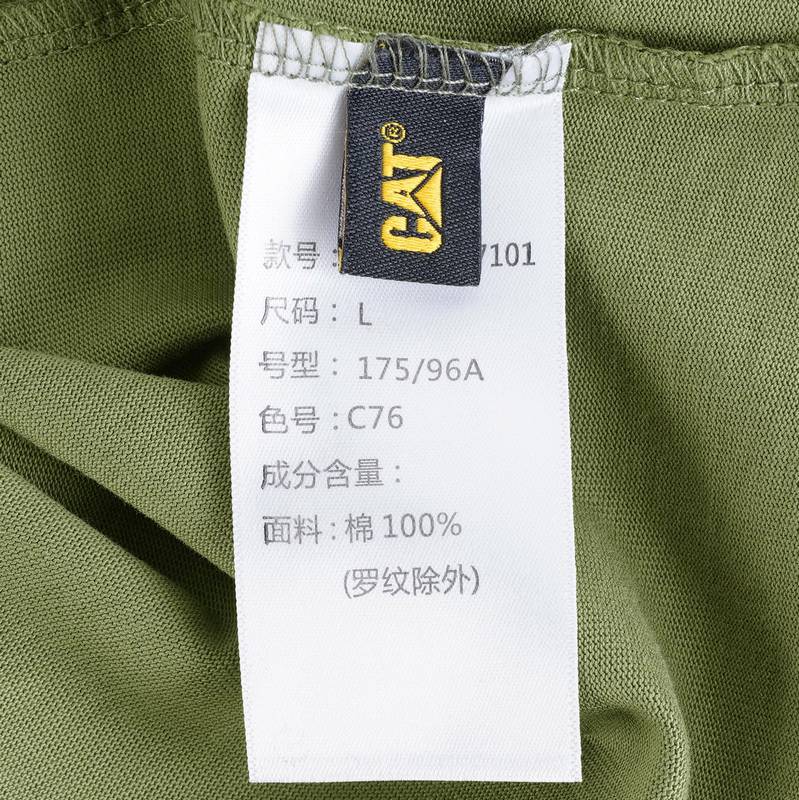 CAT®
款号: 7101
尺码: L
号型: 175/96A
色号: C76
成分含量:
面料: 棉 100%
(罗纹除外)